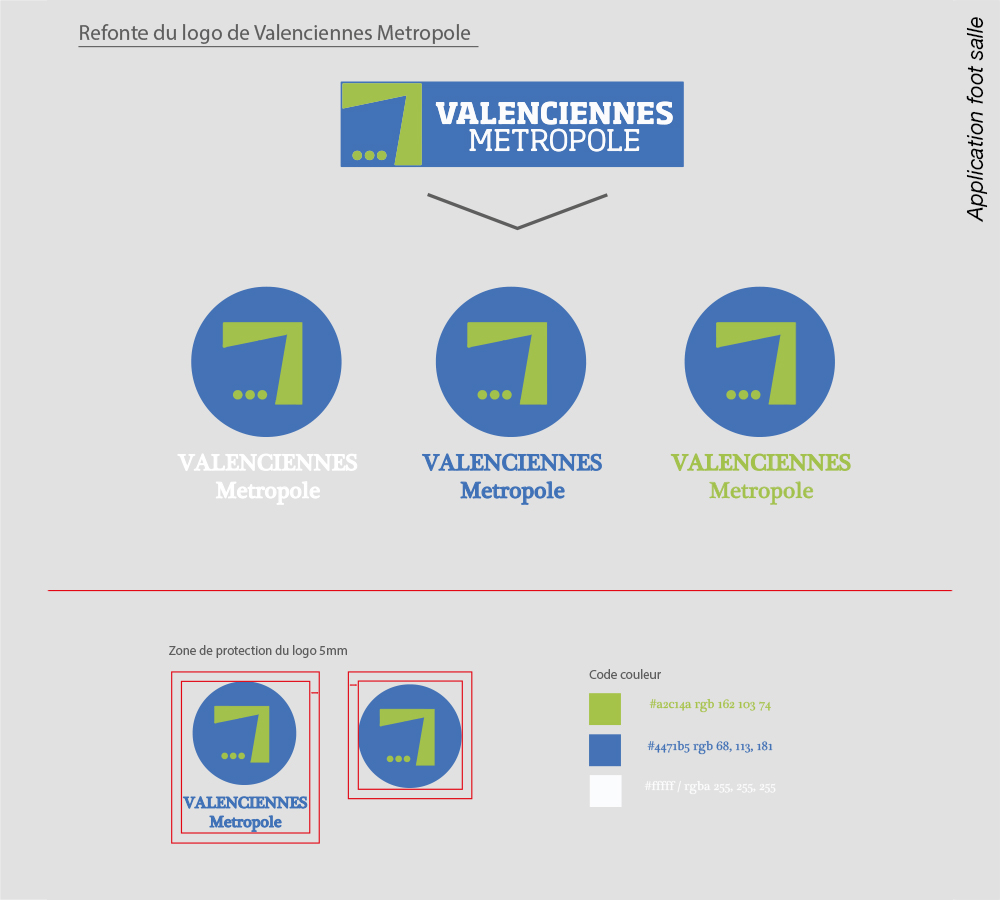 Refonte du logo de Valenciennes Metropole
Application foot salle
VALENCIENNES
METROPOLE
VALENCIENNES
Metropole
VALENCIENNES
Metropole
VALENCIENNES
Metropole
Zone de protection du logo 5mm
VALENCIENNES
Metropole
Code couleur
#a2c14a rgb 162 103 74
#4471b5 rgb 68, 113, 181
#fffff / rgba 255, 255, 255